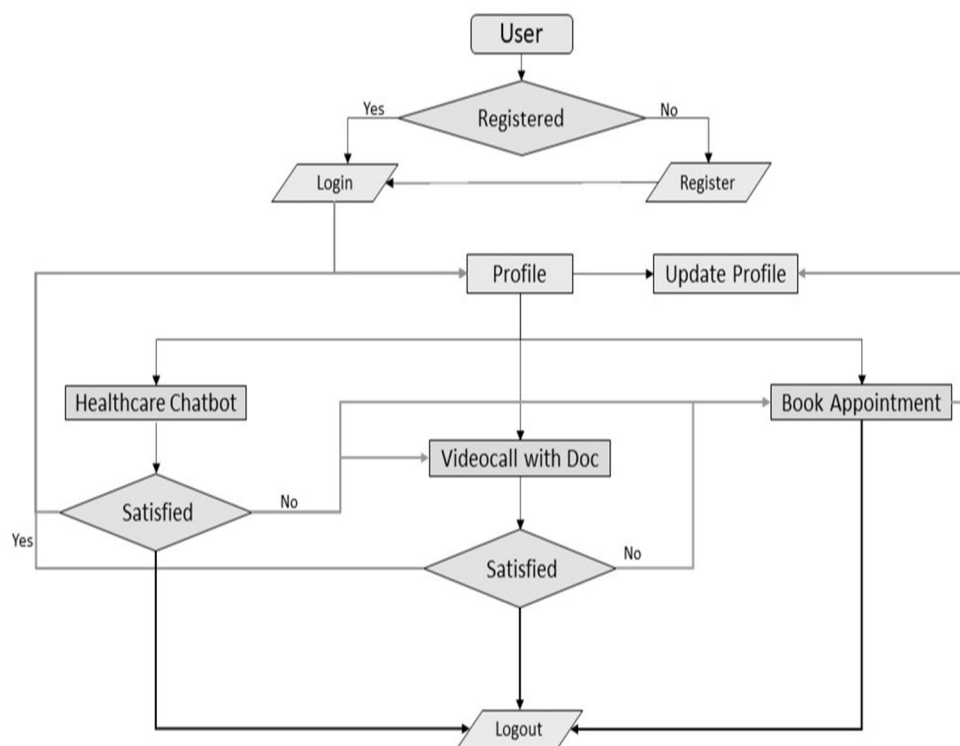 User
Yes
Registered
No
Login
Register
Profile
Update Profile
Healthcare Chatbot
Book Appointment
Videocall with Doc
Satisfied
No
Yes
Satisfied
No
Logout